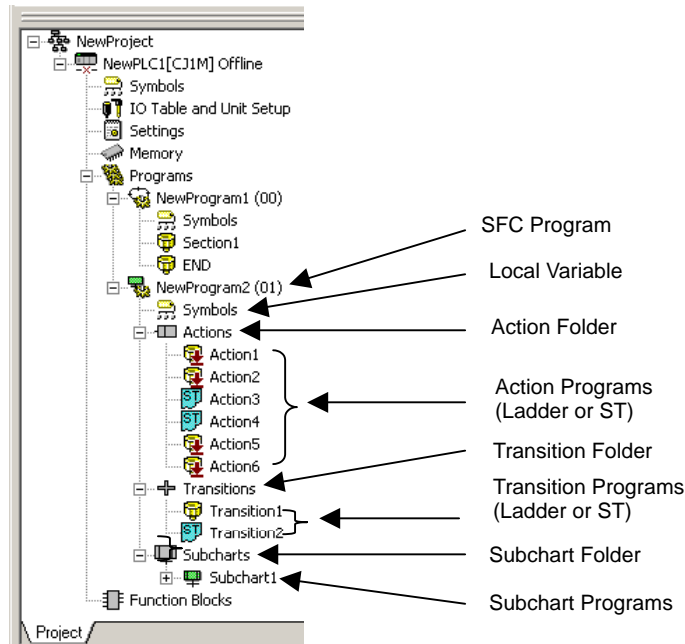 NewProject
NewPLC1[CJ1M] Offline
Symbols
IO Table and Unit Setup
Settings
Memory
Programs
NewProgram1 (00)
Symbols
Section1
END
NewProgram2 (01)
Symbols
Actions
Action1
Action2
ST Action3
ST Action4
Action5
Action6
Transitions
Transition1
ST Transition2
Subcharts
Subchart1
Function Blocks
Project
SFC Program
Local Variable
Action Folder
Action Programs
(Ladder or ST)
Transition Folder
Transition Programs
(Ladder or ST)
Subchart Folder
Subchart Programs